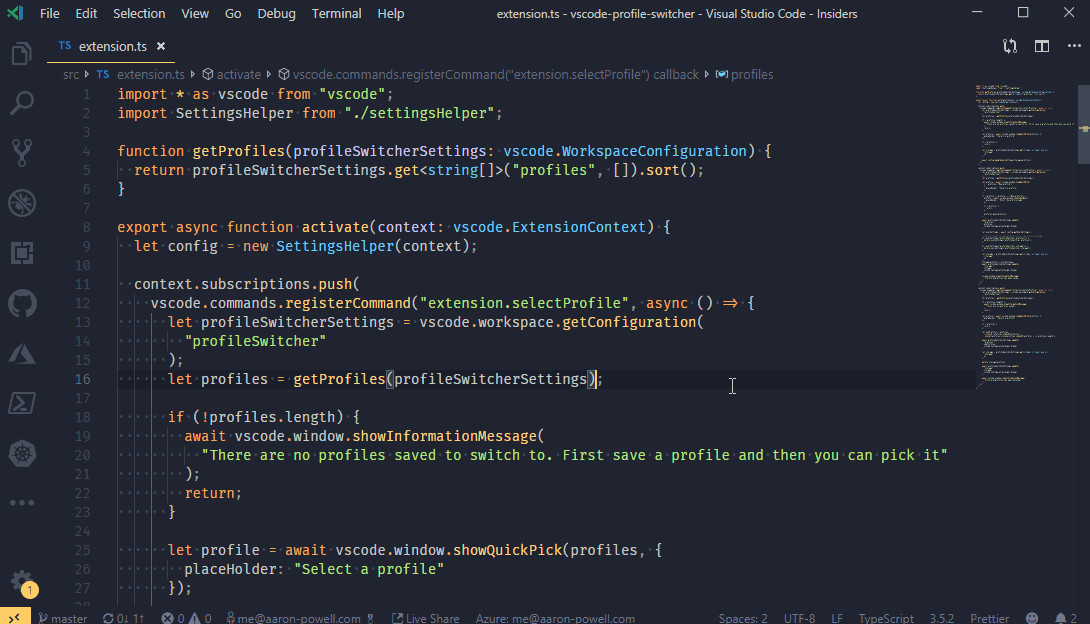 File Edit Selection View Go Debug Terminal Help extension.ts - vscode-profile-switcher - Visual Studio Code - Insiders
TS extension.ts ×
src › TS extension.ts › activate › vscode.commands.registerCommand("extension.selectProfile") callback › profiles
1 import * as vscode from "vscode";
2 import SettingsHelper from "./settingsHelper";
3
4 function getProfiles(profileSwitcherSettings: vscode.WorkspaceConfiguration) {
5 return profileSwitcherSettings.get<string[]>("profiles", []).sort();
6 }
7
8 export async function activate(context: vscode.ExtensionContext) {
9 let config = new SettingsHelper(context);
10
11 context.subscriptions.push(
12 vscode.commands.registerCommand("extension.selectProfile", async () => {
13 let profileSwitcherSettings = vscode.workspace.getConfiguration(
14 "profileSwitcher"
15 );
16 let profiles = getProfiles(profileSwitcherSettings);
17
18 if (!profiles.length) {
19 await vscode.window.showInformationMessage(
20 "There are no profiles saved to switch to. First save a profile and then you can pick it"
21 );
22 return;
23 }
24
25 let profile = await vscode.window.showQuickPick(profiles, {
26 placeHolder: "Select a profile"
27 });
28
1
master 0↓ 1↑ 0 0 me@aaron-powell.com Live Share Azure: me@aaron-powell.com Spaces: 2 UTF-8 LF TypeScript 3.5.2 Prettier 2